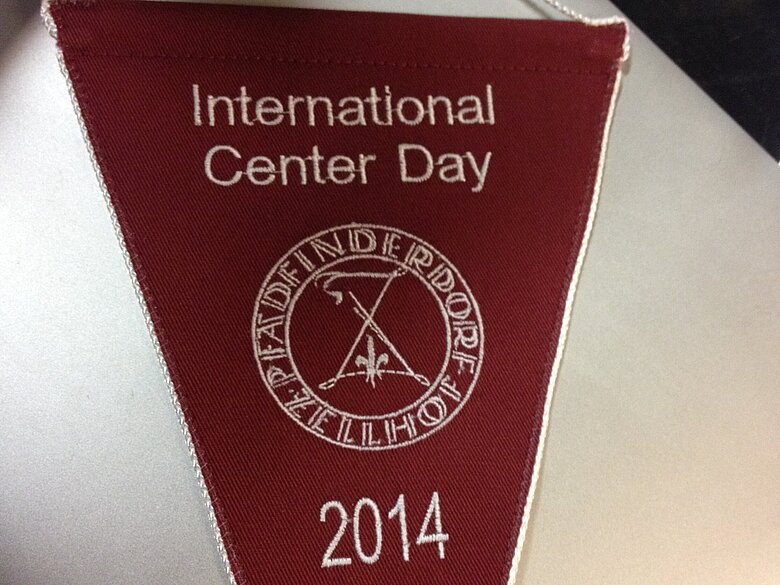 International
Center Day
PFADFINDERDORF
ZELLHOF
2014